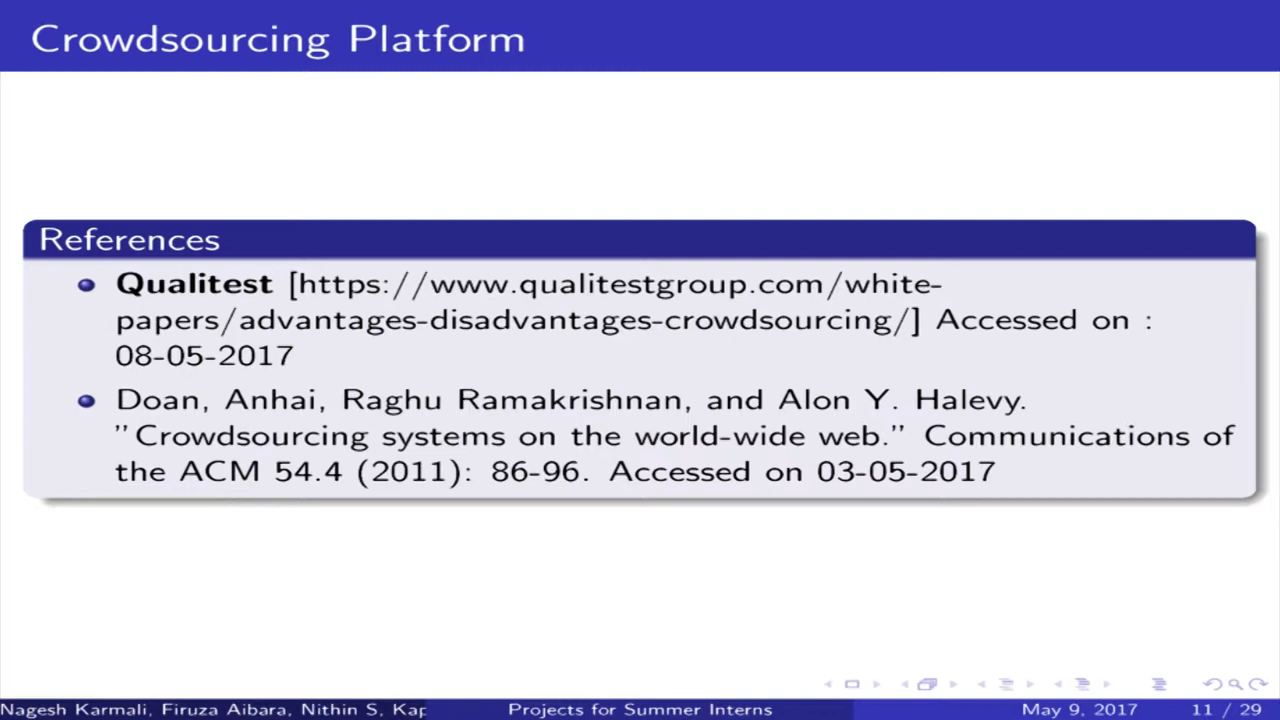 Crowdsourcing Platform
References
Qualitest [https://www.qualitestgroup.com/white-
papers/advantages-disadvantages-crowdsourcing/] Accessed on :
08-05-2017
Doan, Anhai, Raghu Ramakrishnan, and Alon Y. Halevy.
”Crowdsourcing systems on the world-wide web.” Communications of
the ACM 54.4 (2011): 86-96. Accessed on 03-05-2017
Nagesh Karmali, Firuza Aibara, Nithin S, Kap Projects for Summer Interns May 9, 2017 11 / 29